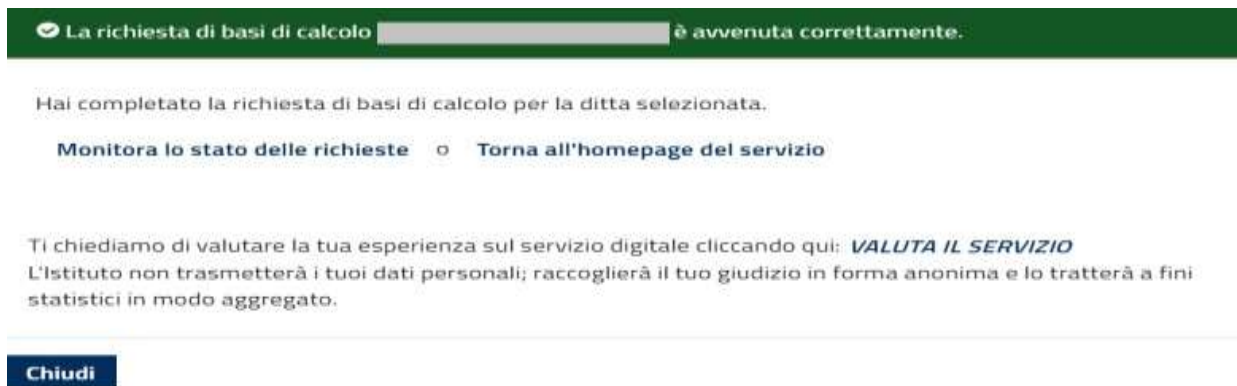 La richiesta di basi di calcolo è avvenuta correttamente.
Hai completato la richiesta di basi di calcolo per la ditta selezionata.
Monitora lo stato delle richieste o Torna all'homepage del servizio
Ti chiediamo di valutare la tua esperienza sul servizio digitale cliccando qui: VALUTA IL SERVIZIO
L'Istituto non trasmetterà i tuoi dati personali; raccoglierà il tuo giudizio in forma anonima e lo tratterà a fini
statistici in modo aggregato.
Chiudi